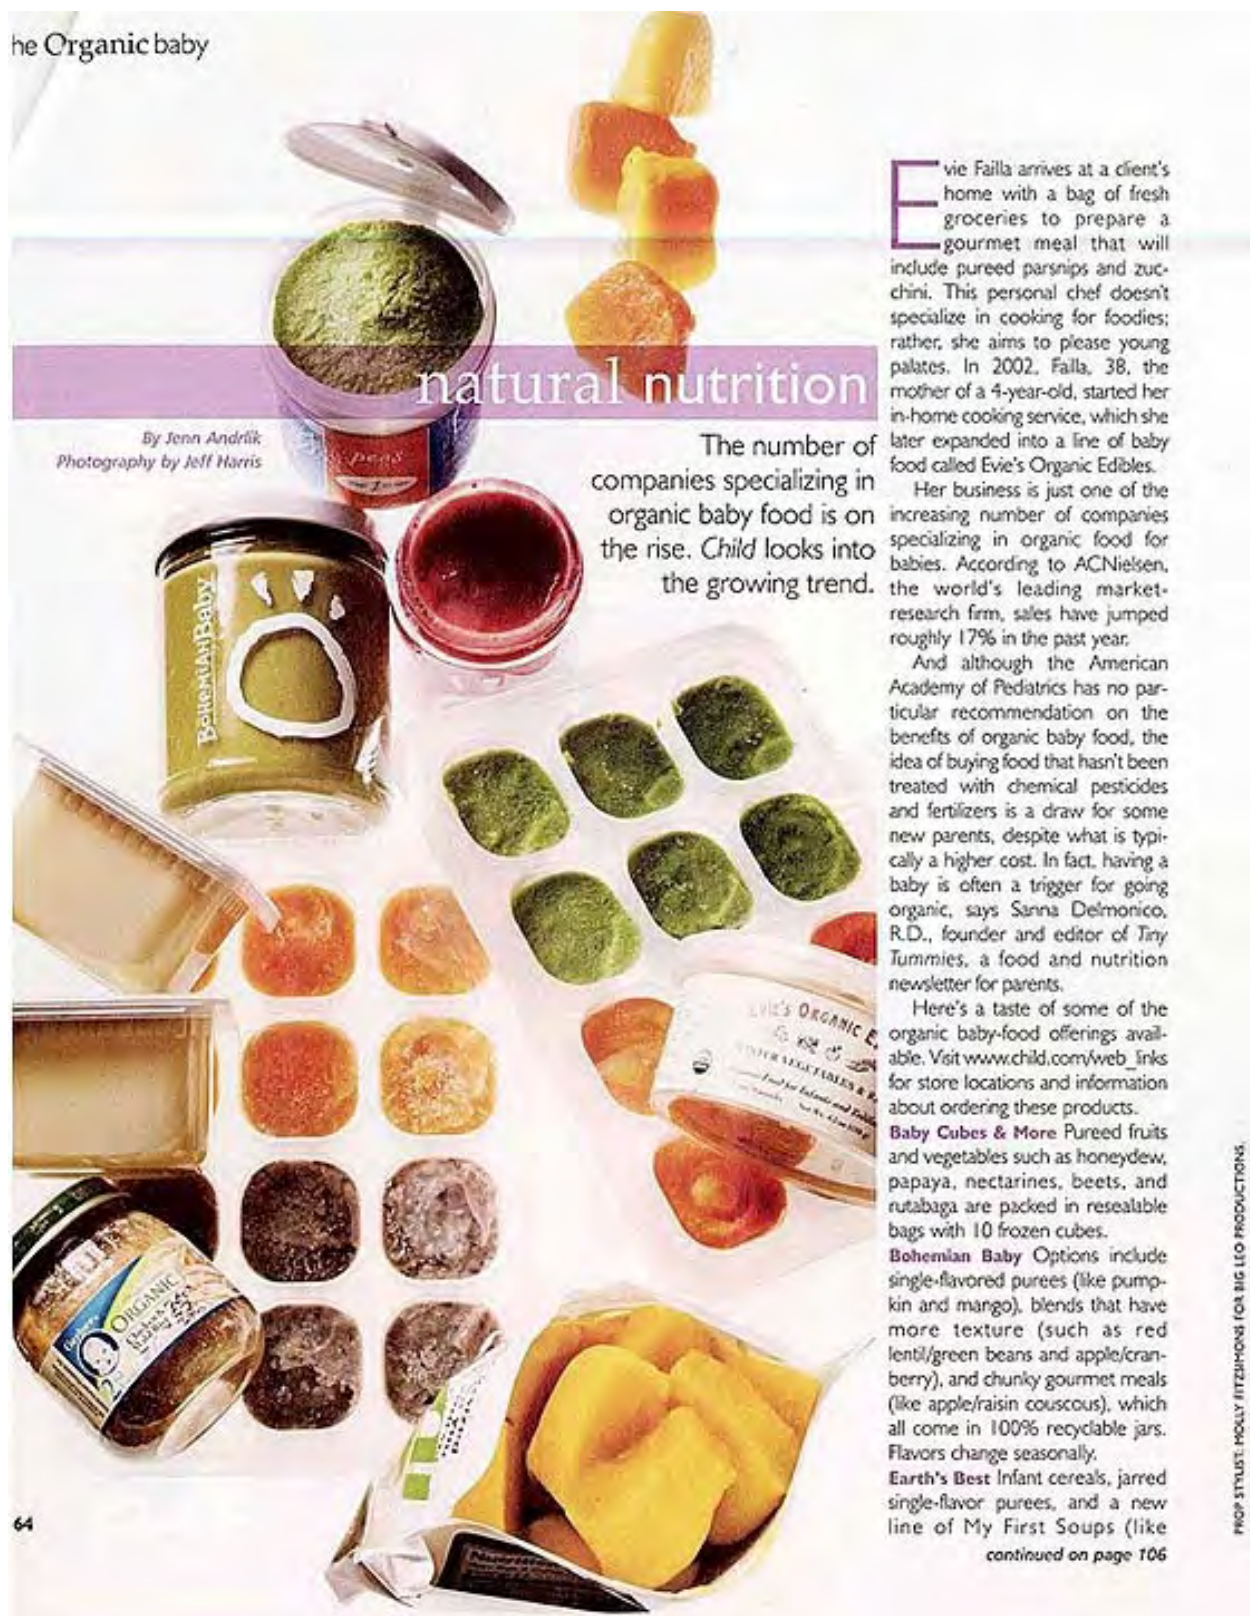 he Organic baby
natural nutrition
By Jenn Andrlik
Photography by Jeff Harris
The number of
companies specializing in
organic baby food is on
the rise. Child looks into
the growing trend.
Evie Failla arrives at a client's
home with a bag of fresh
groceries to prepare a
gourmet meal that will
include pureed parsnips and zuc-
chini. This personal chef doesn't
specialize in cooking for foodies;
rather, she aims to please young
palates. In 2002, Failla, 38, the
mother of a 4-year-old, started her
in-home cooking service, which she
later expanded into a line of baby
food called Evie's Organic Edibles.
Her business is just one of the
increasing number of companies
specializing in organic food for
babies. According to ACNielsen,
the world's leading market-
research firm, sales have jumped
roughly 17% in the past year.
And although the American
Academy of Pediatrics has no par-
ticular recommendation on the
benefits of organic baby food, the
idea of buying food that hasn't been
treated with chemical pesticides
and fertilizers is a draw for some
new parents, despite what is typi-
cally a higher cost. In fact, having a
baby is often a trigger for going
organic, says Sanna Delmonico,
R.D., founder and editor of Tiny
Tummies, a food and nutrition
newsletter for parents.
Here's a taste of some of the
organic baby-food offerings avail-
able. Visit www.child.com/web_links
for store locations and information
about ordering these products.
Baby Cubes & More Pureed fruits
and vegetables such as honeydew,
papaya, nectarines, beets, and
rutabaga are packed in resealable
bags with 10 frozen cubes.
Bohemian Baby Options include
single-flavored purees (like pump-
kin and mango), blends that have
more texture (such as red
lentil/green beans and apple/cran-
berry), and chunky gourmet meals
(like apple/raisin couscous), which
all come in 100% recyclable jars.
Flavors change seasonally.
Earth's Best Infant cereals, jarred
single-flavor purees, and a new
line of My First Soups (like
continued on page 106
64
PROP STYLIST: MOLLY FITZSIMONS FOR BIG LEO PRODUCTIONS.
peas
BOHEMIAN BABY
EVIE'S ORGANIC E
WINTER VEGETABLES &
Food for Infants and
Gerber
ORGANIC
Chicken &
Wild Rice
2